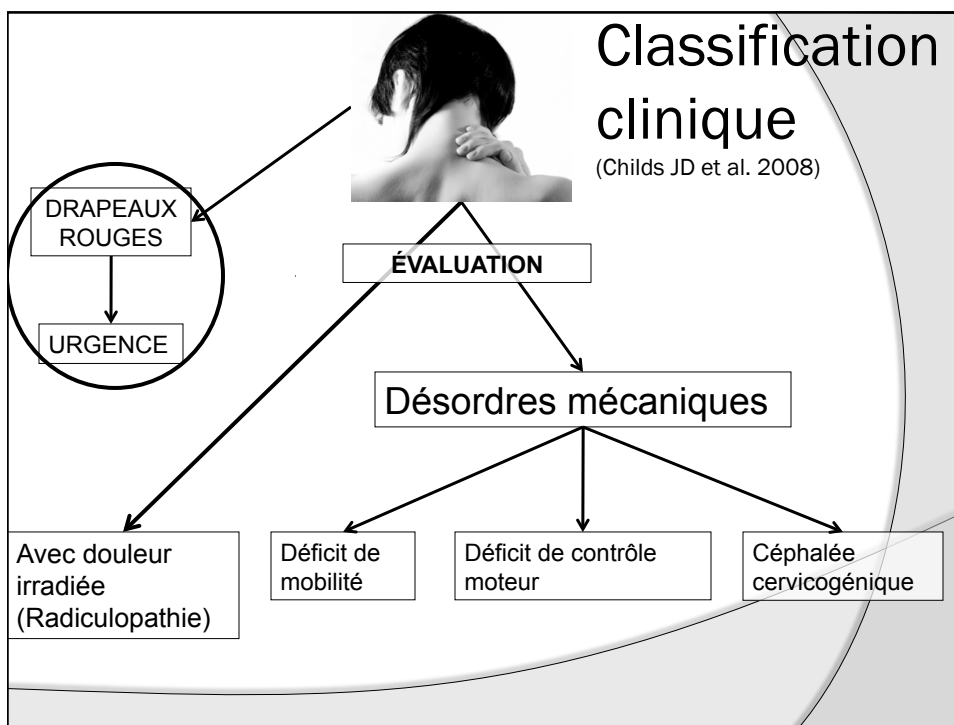 Classification
clinique
(Childs JD et al. 2008)
DRAPEAUX
ROUGES
URGENCE
ÉVALUATION
Désordres mécaniques
Avec douleur
irradiée
(Radiculopathie)
Déficit de
mobilité
Déficit de contrôle
moteur
Céphalée
cervicogénique